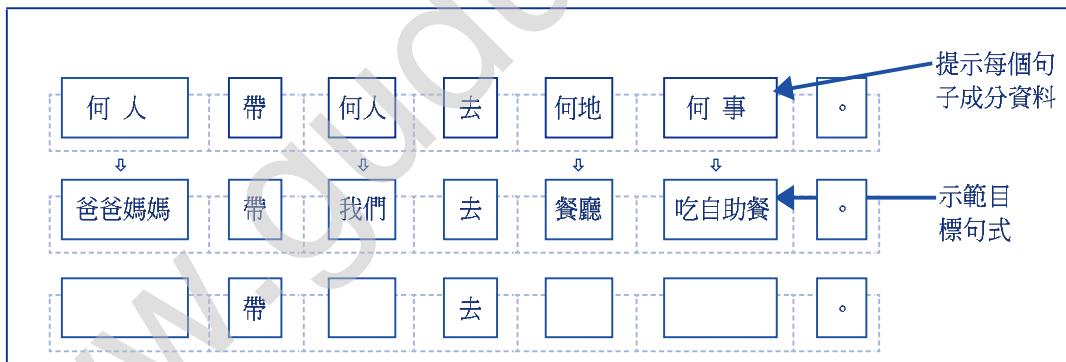 何人 帶 何人 去 何地 何事 。
提示每個句
子成分資料
爸爸媽媽 帶 我們 去 餐廳 吃自助餐 。
示範目
標句式
帶 去 。